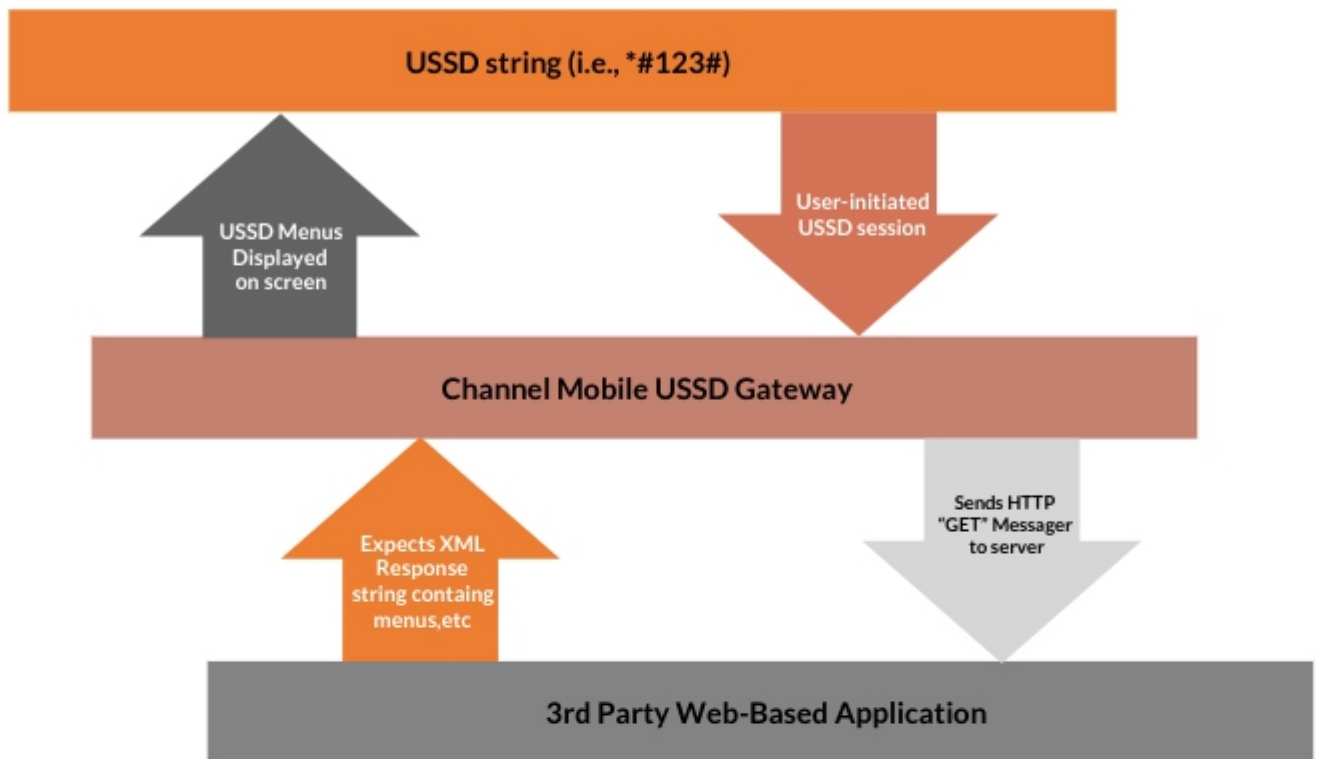 USSD string (i.e., *#123#)
USSD Menus
Displayed
on screen
User-initiated
USSD session
Channel Mobile USSD Gateway
Expects XML
Response
string containg
menus,etc
Sends HTTP
“GET” Messager
to server
3rd Party Web-Based Application